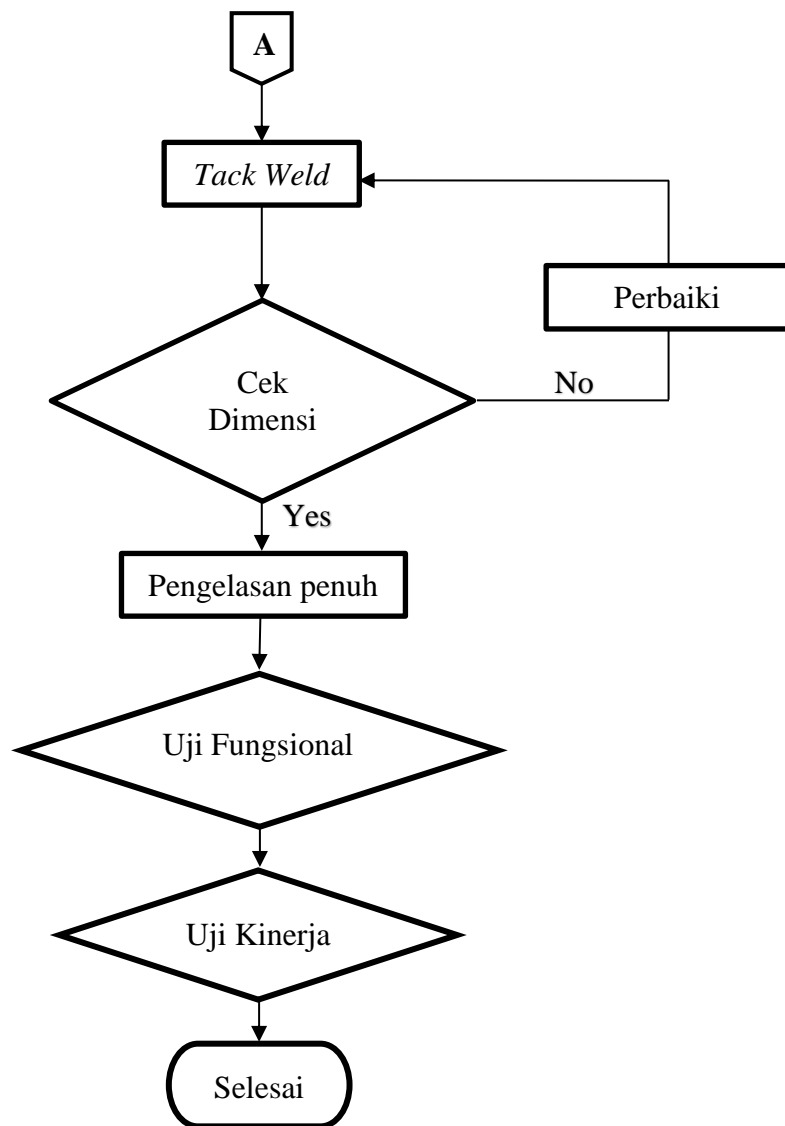 A
Tack Weld
Perbaiki
Cek
Dimensi
No
Yes
Pengelasan penuh
Uji Fungsional
Uji Kinerja
Selesai